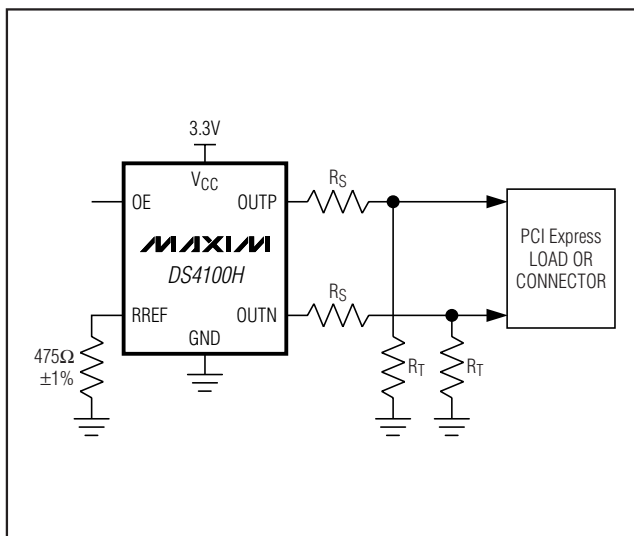 3.3V
VCC
OE
OUTP
RS
MAXIM
DS4100H
PCI Express
LOAD OR
CONNECTOR
RREF
OUTN
RS
GND
475Ω
±1%
RT
RT